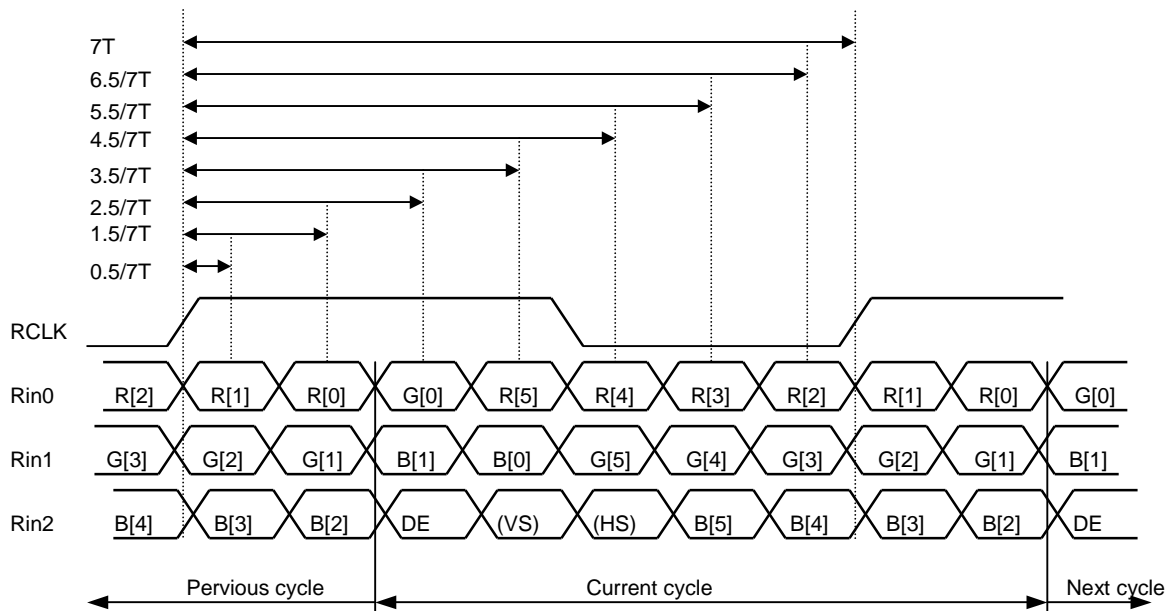 7T
6.5/7T
5.5/7T
4.5/7T
3.5/7T
2.5/7T
1.5/7T
0.5/7T
RCLK
Rin0 R[2] R[1] R[0] G[0] R[5] R[4] R[3] R[2] R[1] R[0] G[0]
Rin1 G[3] G[2] G[1] B[1] B[0] G[5] G[4] G[3] G[2] G[1] B[1]
Rin2 B[4] B[3] B[2] DE (VS) (HS) B[5] B[4] B[3] B[2] DE
Pervious cycle Current cycle Next cycle